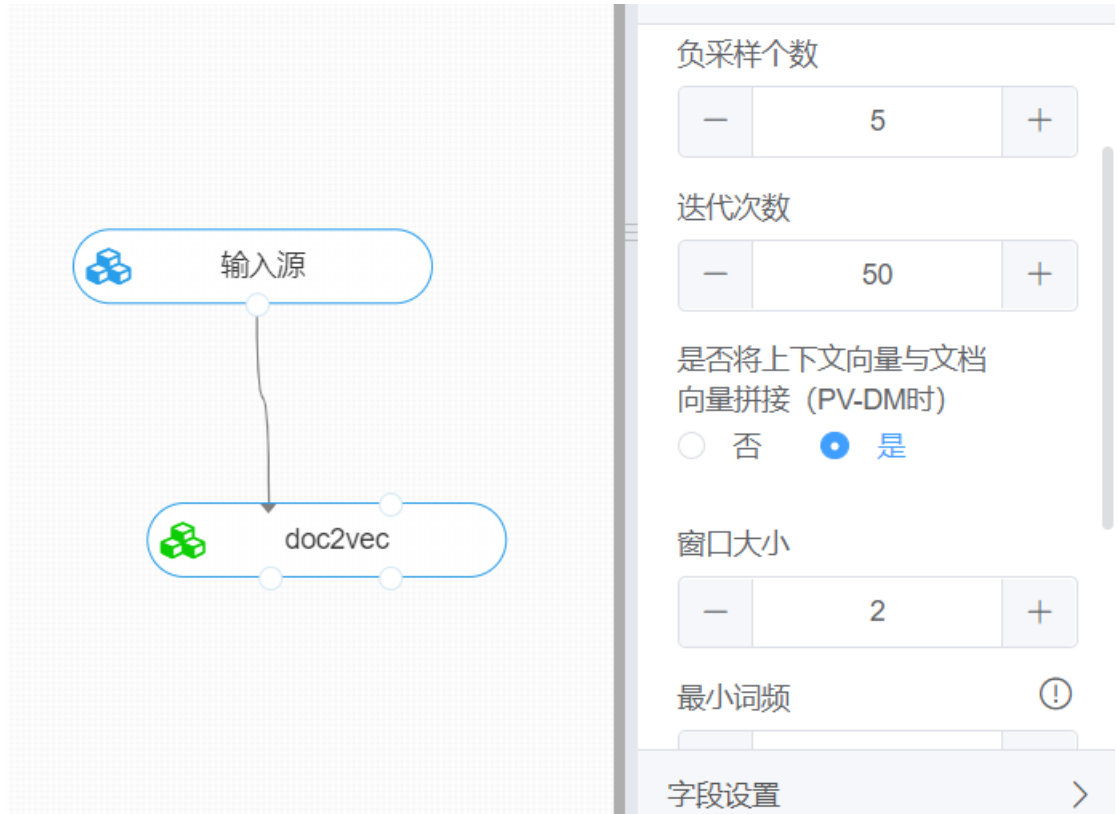 输入源
doc2vec
负采样个数
5
迭代次数
50
是否将上下文向量与文档
向量拼接（PV-DM时）
否 是
窗口大小
2
最小词频
字段设置